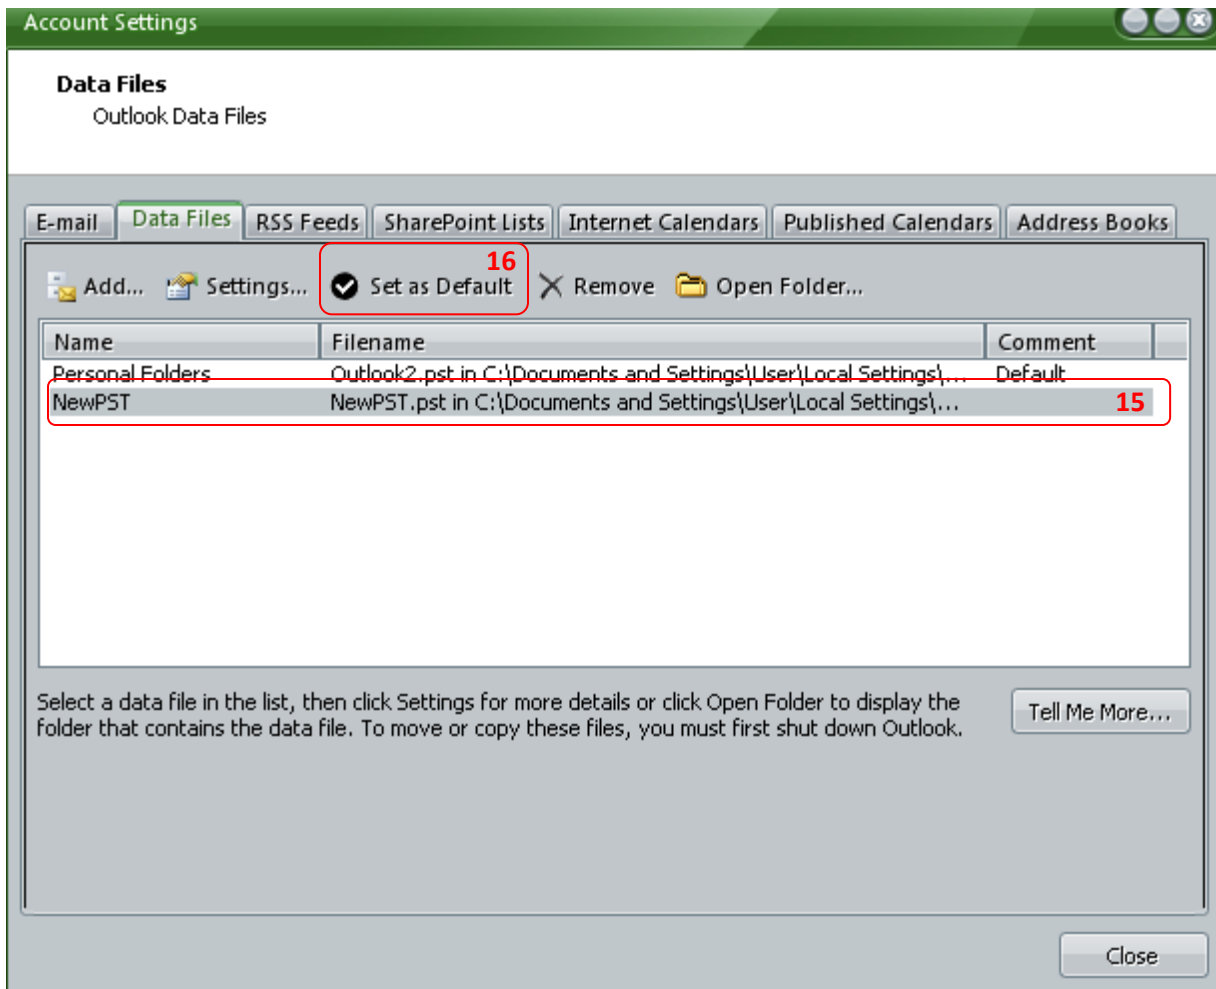 Account Settings
Data Files
Outlook Data Files
E-mail Data Files RSS Feeds SharePoint Lists Internet Calendars Published Calendars Address Books
16
Add... Settings... Set as Default Remove Open Folder...
Name Filename Comment
Personal Folders Outlook2.pst in C:\Documents and Settings\User\Local Settings\... Default
NewPST NewPST.pst in C:\Documents and Settings\User\Local Settings\... 15
Select a data file in the list, then click Settings for more details or click Open Folder to display the
folder that contains the data file. To move or copy these files, you must first shut down Outlook.
Tell Me More...
Close